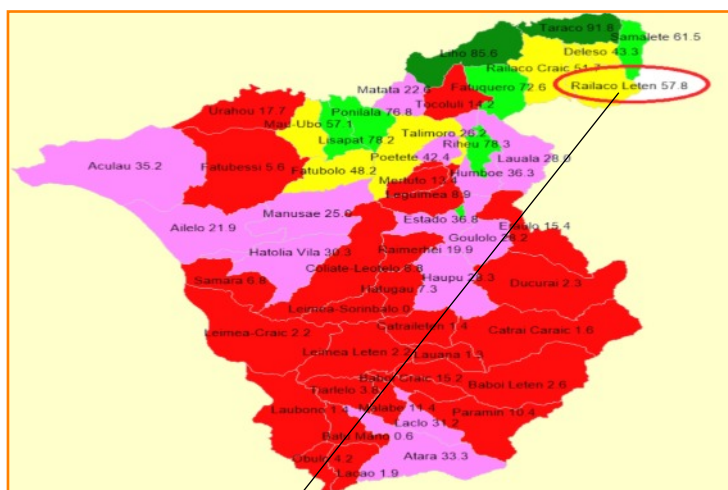 Taraco 91.8
Samalete 61.5
Liho 85.6
Deleso 43.3
Railaco Craic 51.7
Railaco Leten 57.8
Matata 22.6
Fatuquero 72.6
Tocoluli 14.2
Urahou 17.7
Ponilala 76.8
Mau-Ubo 57.1
Talimoro 26.2
Lisapat 78.2
Riheu 78.3
Aculau 35.2
Poetete 42.4
Lauala 28.0
Fatubessi 5.6
Fatubolo 48.2
Humboe 36.3
Mertuto 13.4
Leguimea 8.9
Manusae 25.0
Estado 36.8
Ailelo 21.9
Eraulo 15.4
Goulolo 28.2
Hatolia Vila 30.3
Raimerhei 19.9
Coliate-Leotelo 6.8
Haupu 29.3
Samara 6.8
Hatugau 7.3
Ducurai 2.3
Leimea-Sorinbalo 0
Leimea-Craic 2.2
Catraileten 1.4
Catrai Caraic 1.6
Leimea Leten 2.2
Lauana 1.3
Baboi Craic 15.2
Baboi Leten 2.6
Tiarlelo 3.8
Laubono 1.4
Malabe 11.4
Paramin 10.4
Laclo 31.2
Batu Mano 0.6
Obulo 4.2
Atara 33.3
Lacao 1.9